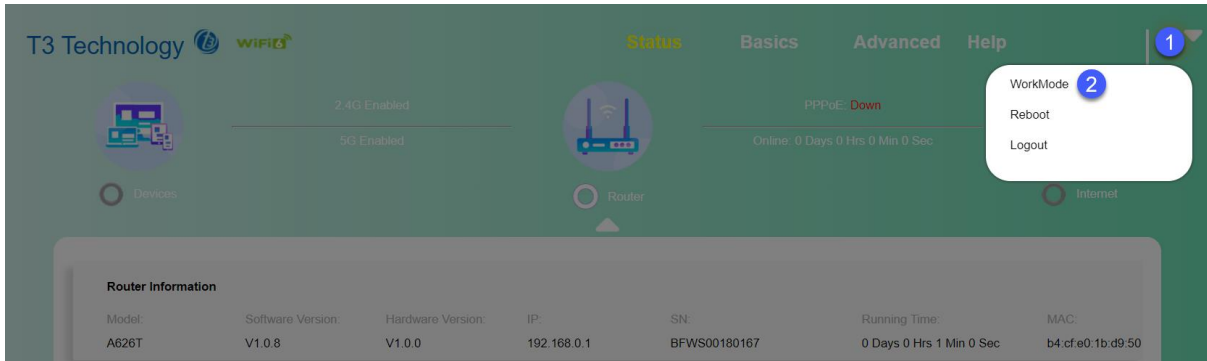 T3 Technology WiFi6
Status Basics Advanced Help
1
WorkMode 2
Reboot
Logout
2.4G Enabled
5G Enabled
PPPoE: Down
Online: 0 Days 0 Hrs 0 Min 0 Sec
Devices
Router
Internet
Router Information
Model: Software Version: Hardware Version: IP: SN: Running Time: MAC:
A626T V1.0.8 V1.0.0 192.168.0.1 BFWS00180167 0 Days 0 Hrs 1 Min 0 Sec b4:cf:e0:1b:d9:50